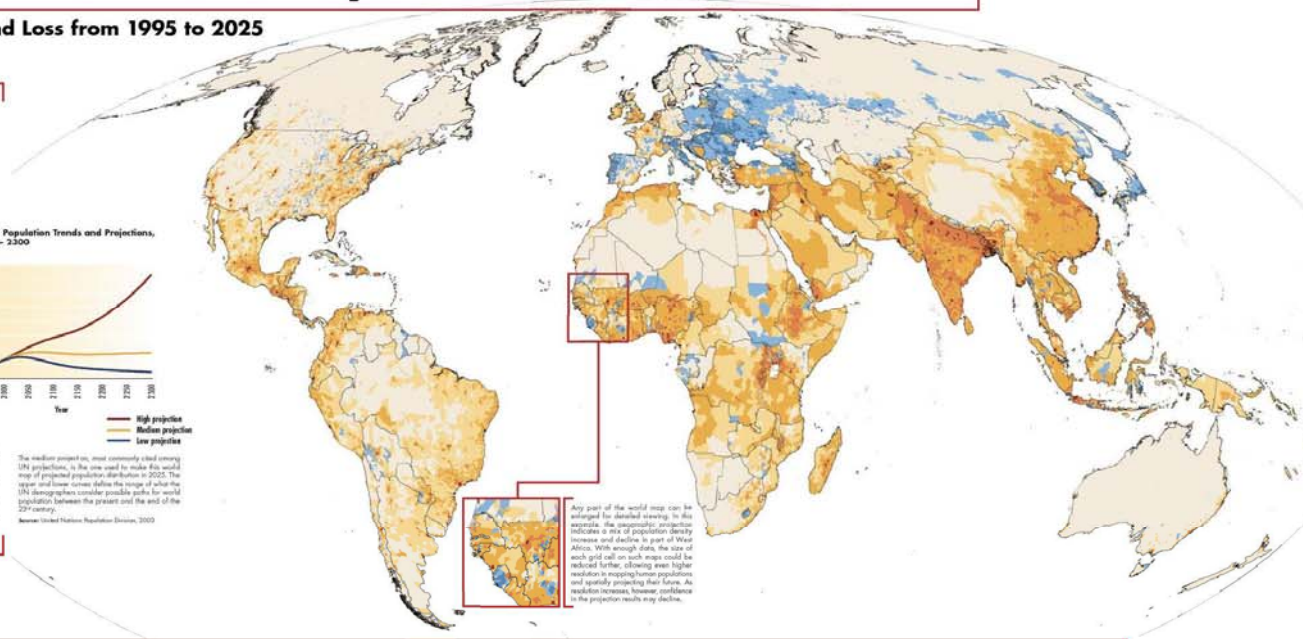 d Loss from 1995 to 2025
Population Trends and Projections,
- 2300
2050
2100
2150
2200
2250
2300
Year
High projection
Medium projection
Low projection
The medium projection, most commonly cited among
UN projections, is the one used to make this world
map of projected population distribution in 2025. The
upper and lower curves define the range of what the
UN demographers consider possible paths for world
population between the present and the end of the
23rd century.
Source: United Nations Population Division, 2003
Any part of the world map can be
enlarged for detailed viewing. In this
example, the geographic projection
indicates a mix of population density
increase and decline in part of West
Africa. With enough data, the size of
each grid cell on such maps could be
reduced further, allowing even higher
resolution in mapping human populations
and spatially projecting their future. As
resolution increases, however, confidence
in the projection results may decline.